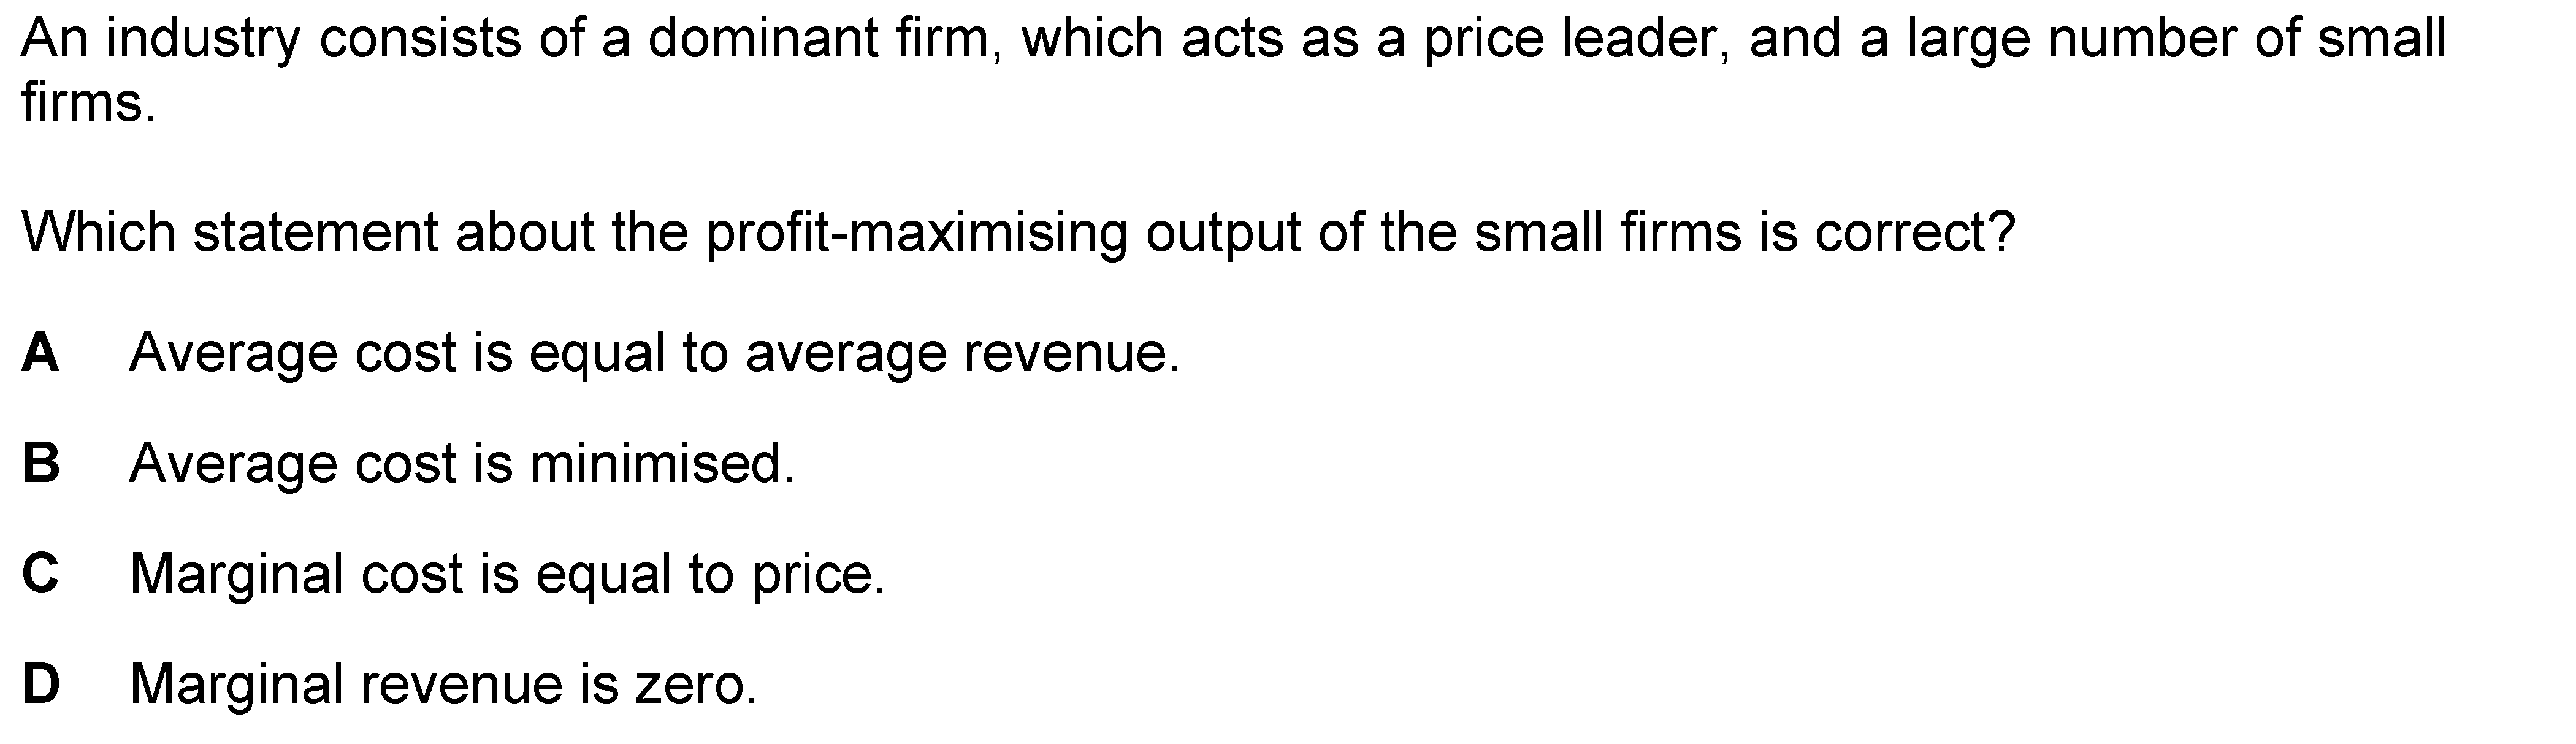 An industry consists of a dominant firm, which acts as a price leader, and a large number of small
firms.
Which statement about the profit-maximising output of the small firms is correct?
A Average cost is equal to average revenue.
B Average cost is minimised.
C Marginal cost is equal to price.
D Marginal revenue is zero.